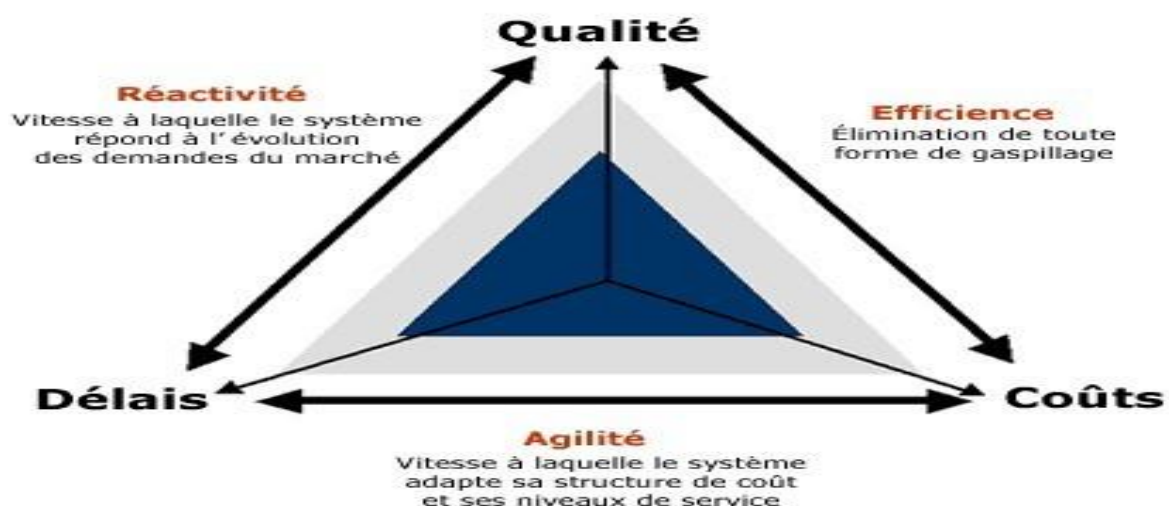 Qualité
Réactivité
Vitesse à laquelle le système
répond à l'évolution
des demandes du marché
Efficience
Élimination de toute
forme de gaspillage
Délais
Coûts
Agilité
Vitesse à laquelle le système
adapte sa structure de coût
et ses niveaux de service